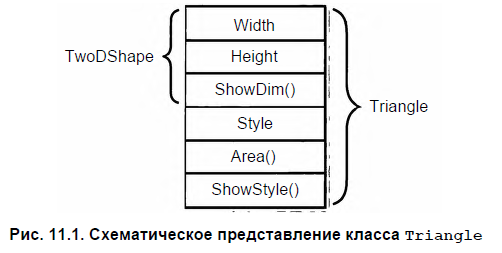 Width
TwoDShape
Height
ShowDim()
Triangle
Style
Area()
ShowStyle()
Рис. 11.1. Схематическое представление класса Triangle